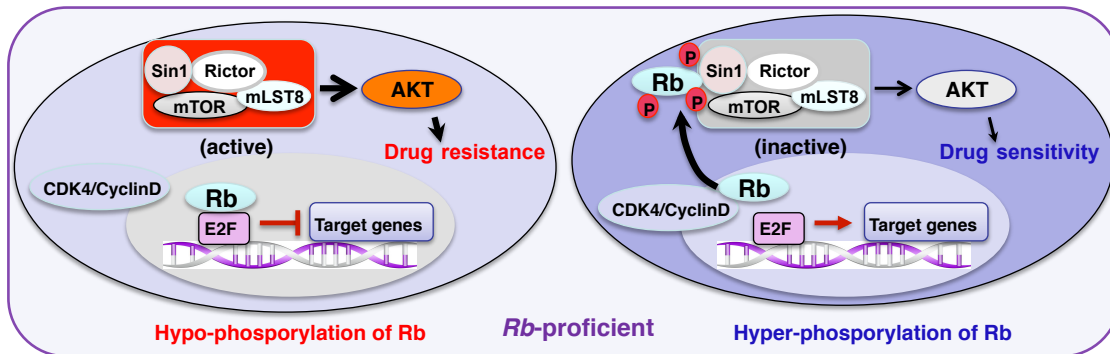 Sin1
Rictor
mTOR
mLST8
AKT
(active)
Drug resistance
CDK4/CyclinD
Rb
E2F
Target genes
Hypo-phosporylation of Rb
Rb-proficient
P
Rb
P
P
Sin1
Rictor
mTOR
mLST8
AKT
(inactive)
Drug sensitivity
Rb
CDK4/CyclinD
E2F
Target genes
Hyper-phosporylation of Rb